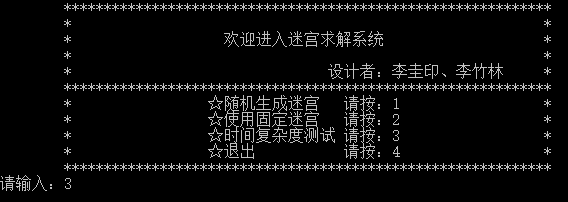 *************************************************
*                                               *
*              欢迎进入迷宫求解系统             *
*                                               *
*                        设计者：李圭印、李竹林 *
*************************************************
*              ☆随机生成迷宫   请按：1         *
*              ☆使用固定迷宫   请按：2         *
*              ☆时间复杂度测试 请按：3         *
*              ☆退出           请按：4         *
*************************************************
请输入：3